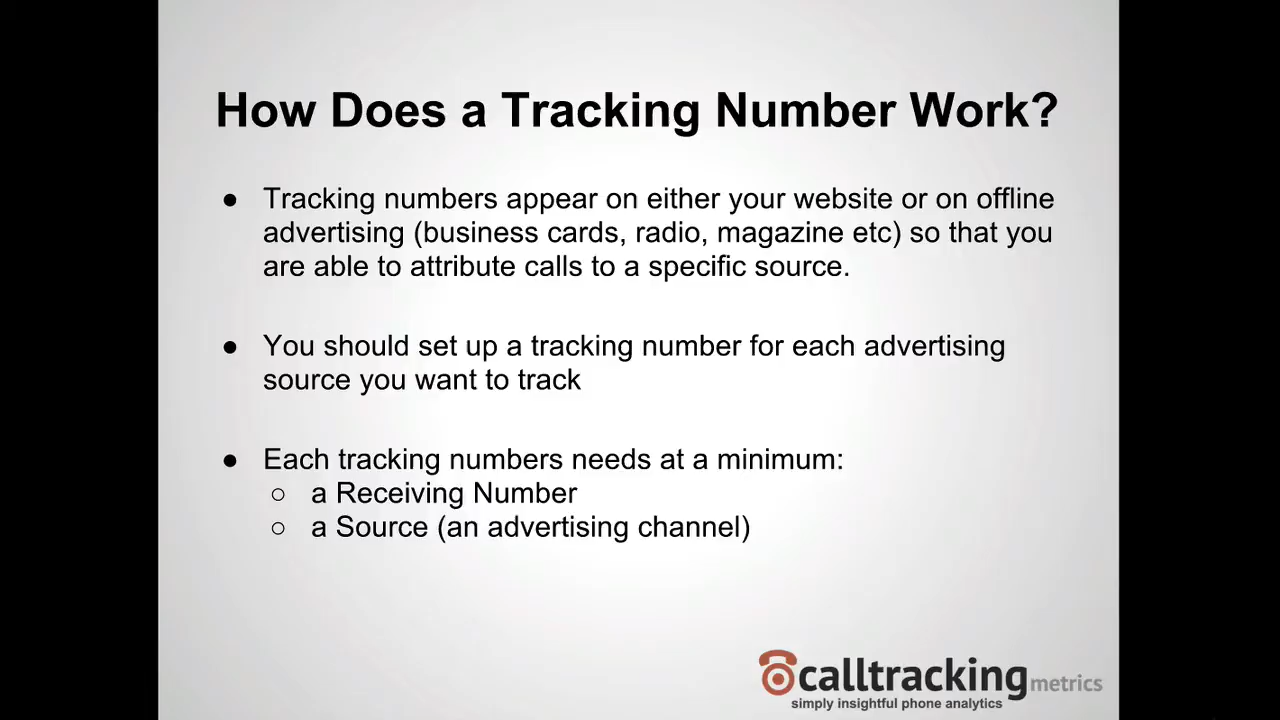 How Does a Tracking Number Work?
● Tracking numbers appear on either your website or on offline
advertising (business cards, radio, magazine etc) so that you
are able to attribute calls to a specific source.
● You should set up a tracking number for each advertising
source you want to track
● Each tracking numbers needs at a minimum:
○ a Receiving Number
○ a Source (an advertising channel)
calltrackingmetrics
simply insightful phone analytics